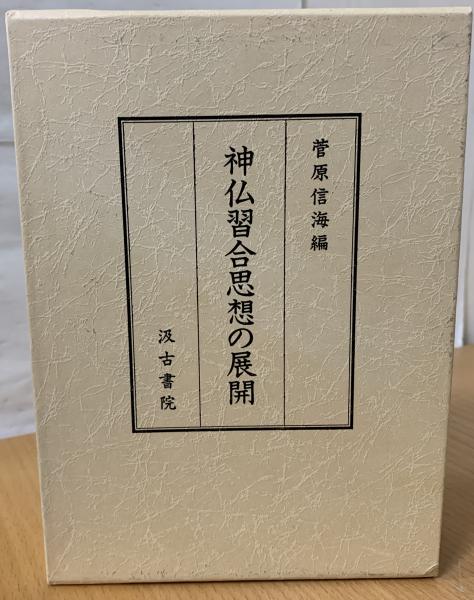 菅原信海編
神仏習合思想の展開
汲古書院